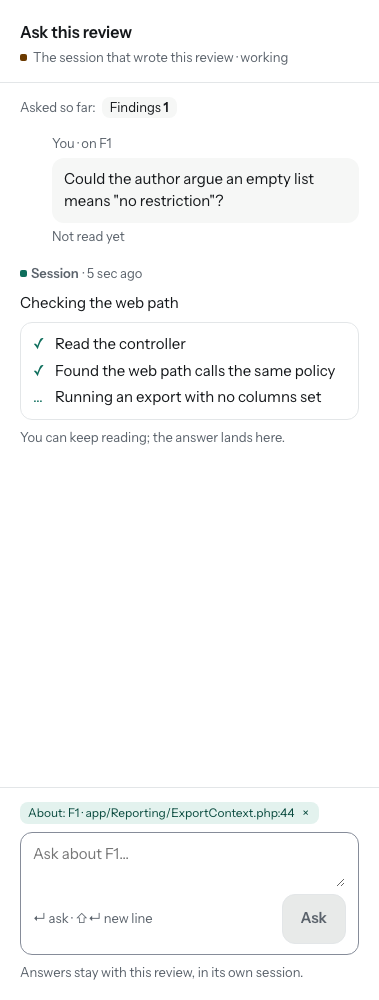 Ask this review
The session that wrote this review · working
Asked so far: Findings 1
You · on F1
Could the author argue an empty list
means "no restriction"?
Not read yet
Session · 5 sec ago
Checking the web path
✓ Read the controller
✓ Found the web path calls the same policy
… Running an export with no columns set
You can keep reading; the answer lands here.
About: F1 · app/Reporting/ExportContext.php:44 ×
Ask about F1…
↵ ask · ⇧↵ new line
Ask
Answers stay with this review, in its own session.